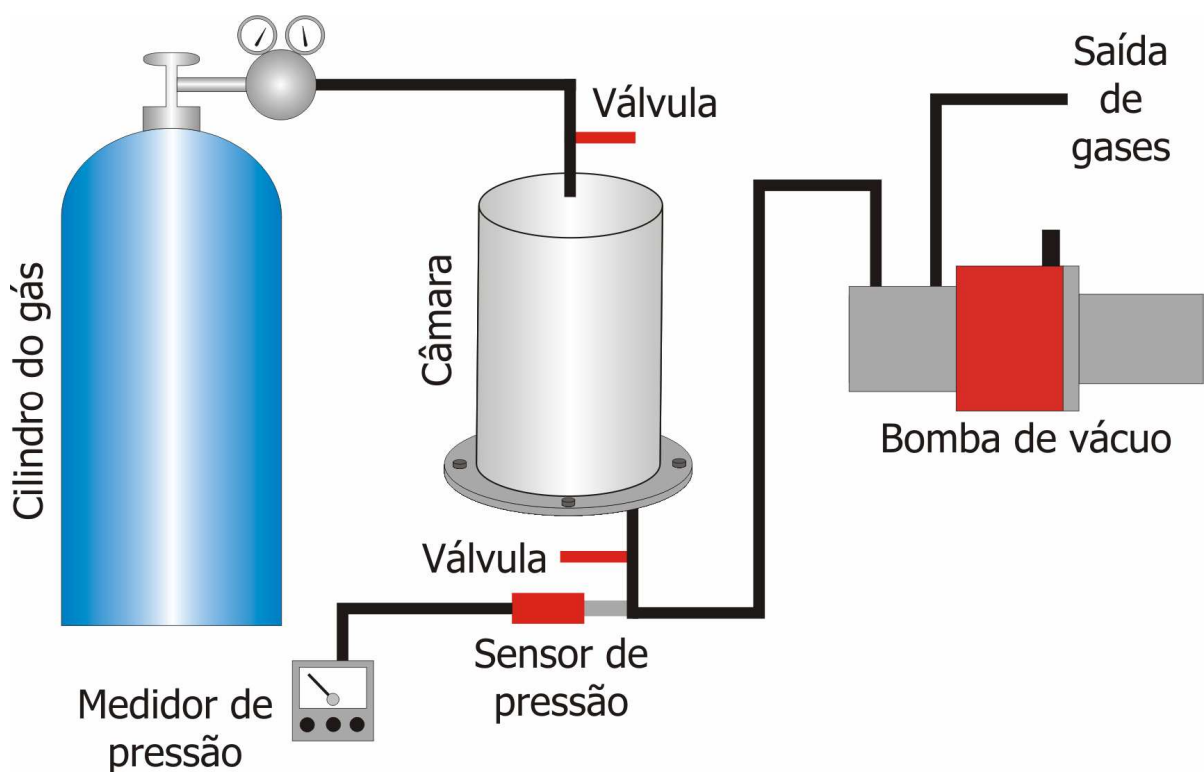 Saída
de
gases
Válvula
Cilindro do gás
Câmara
Bomba de vácuo
Válvula
Sensor de
pressão
Medidor de
pressão